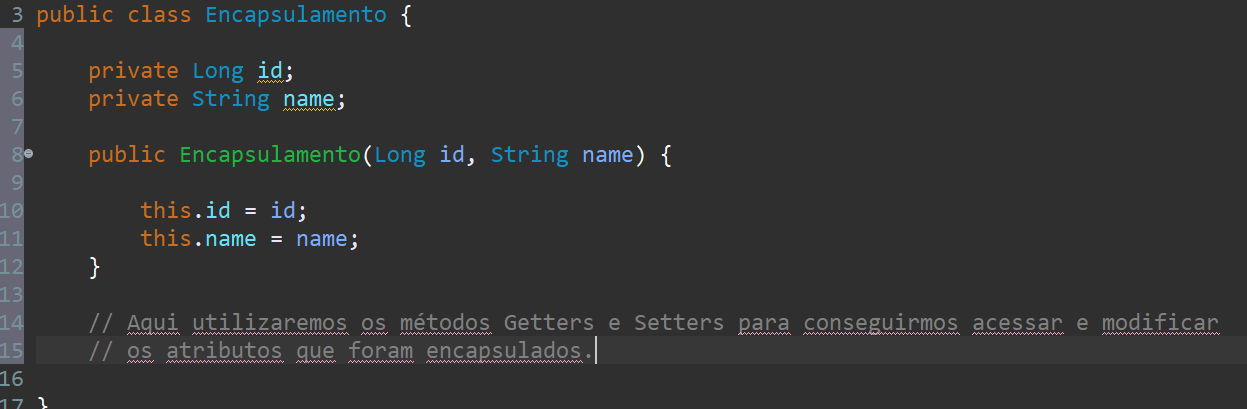 3 public class Encapsulamento {
4
5 private Long id;
6 private String name;
7
8 public Encapsulamento(Long id, String name) {
9
10 this.id = id;
11 this.name = name;
12 }
13
14 // Aqui utilizaremos os métodos Getters e Setters para conseguirmos acessar e modificar
15 // os atributos que foram encapsulados.
16
17 }